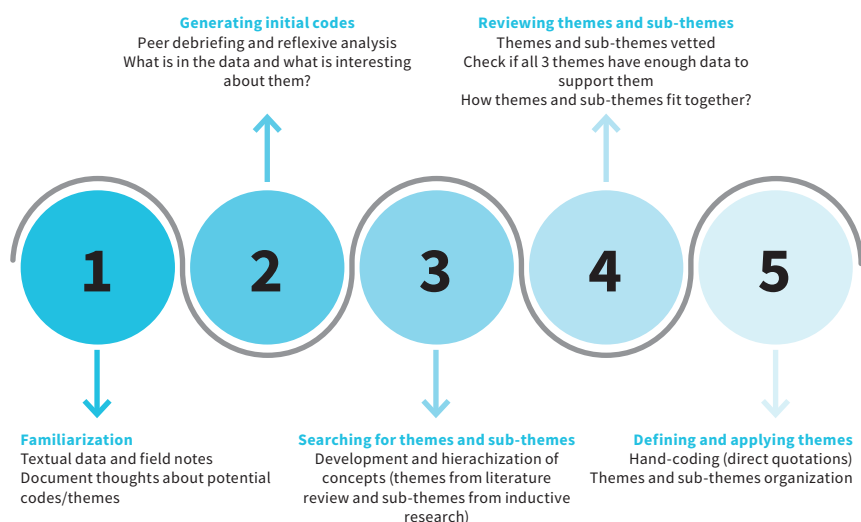 Generating initial codes
Peer debriefing and reflexive analysis
What is in the data and what is interesting
about them?
Reviewing themes and sub-themes
Themes and sub-themes vetted
Check if all 3 themes have enough data to
support them
How themes and sub-themes fit together?
1
2
3
4
5
Familiarization
Textual data and field notes
Document thoughts about potential
codes/themes
Searching for themes and sub-themes
Development and hierachization of
concepts (themes from literature
review and sub-themes from inductive
research)
Defining and applying themes
Hand-coding (direct quotations)
Themes and sub-themes organization